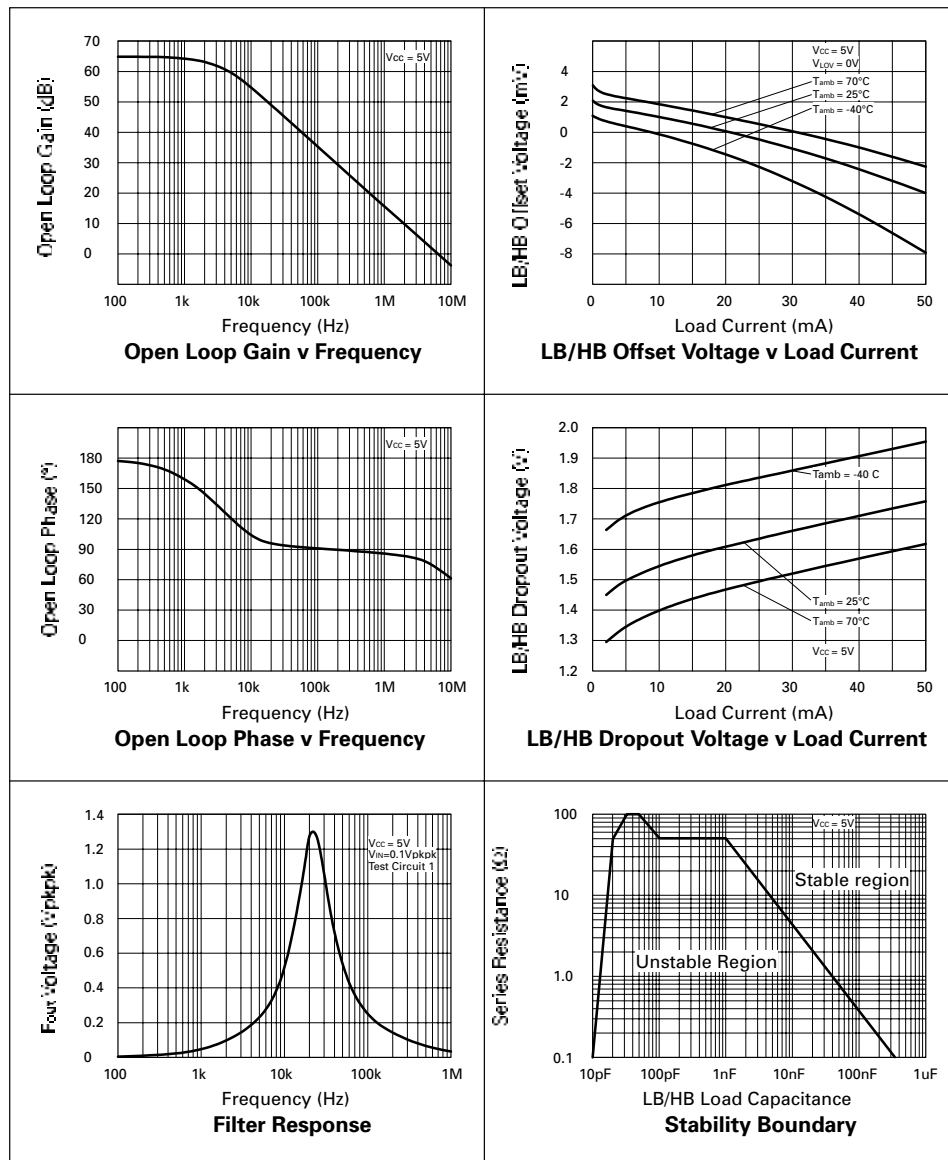 70
60
50
40
30
20
10
0
Open Loop Gain (dB)
Vcc = 5V
100 1k 10k 100k 1M 10M
Frequency (Hz)
Open Loop Gain v Frequency
4
2
0
-2
-4
-6
-8
LB/HB Offset Voltage (mV)
Vcc = 5V
VLOV = 0V
Tamb = 70°C
Tamb = 25°C
Tamb = -40°C
0 10 20 30 40 50
Load Current (mA)
LB/HB Offset Voltage v Load Current
180
150
120
90
60
30
0
Open Loop Phase (°)
Vcc = 5V
100 1k 10k 100k 1M 10M
Frequency (Hz)
Open Loop Phase v Frequency
2.0
1.9
1.8
1.7
1.6
1.5
1.4
1.3
1.2
LB/HB Dropout Voltage (V)
Tamb = -40 C
Tamb = 25°C
Tamb = 70°C
Vcc = 5V
0 10 20 30 40 50
Load Current (mA)
LB/HB Dropout Voltage v Load Current
1.4
1.2
1.0
0.8
0.6
0.4
0.2
0
FOUT Voltage (Vpkpk)
Vcc = 5V
VIN=0.1Vpkpk
Test Circuit 1
100 1k 10k 100k 1M
Frequency (Hz)
Filter Response
100
10
1.0
0.1
Series Resistance (Ω)
Vcc = 5V
Stable region
Unstable Region
10pF 100pF 1nF 10nF 100nF 1uF
LB/HB Load Capacitance
Stability Boundary